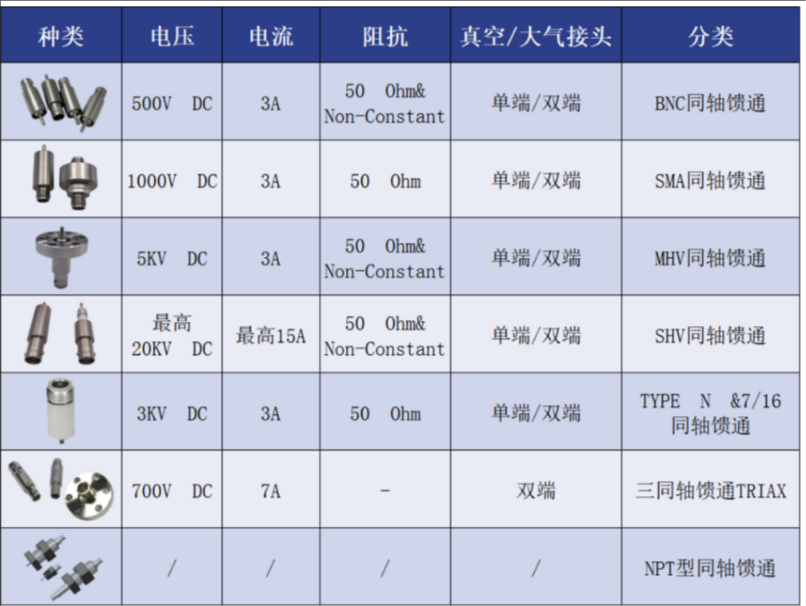 种类 电压 电流 阻抗 真空/大气接头 分类
500V DC 3A 50 Ohm& Non-Constant 单端/双端 BNC同轴馈通
1000V DC 3A 50 Ohm 单端/双端 SMA同轴馈通
5KV DC 3A 50 Ohm& Non-Constant 单端/双端 MHV同轴馈通
最高 20KV DC 最高15A 50 Ohm& Non-Constant 单端/双端 SHV同轴馈通
3KV DC 3A 50 Ohm 单端/双端 TYPE N &7/16 同轴馈通
700V DC 7A - 双端 三同轴馈通TRIAX
/ / / / NPT型同轴馈通